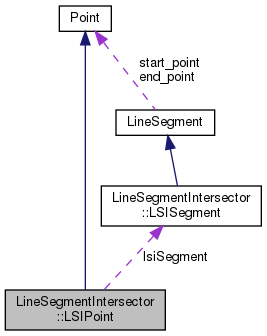 Point
start_point
end_point
LineSegment
LineSegmentIntersector
::LSISegment
lsiSegment
LineSegmentIntersector
::LSIPoint